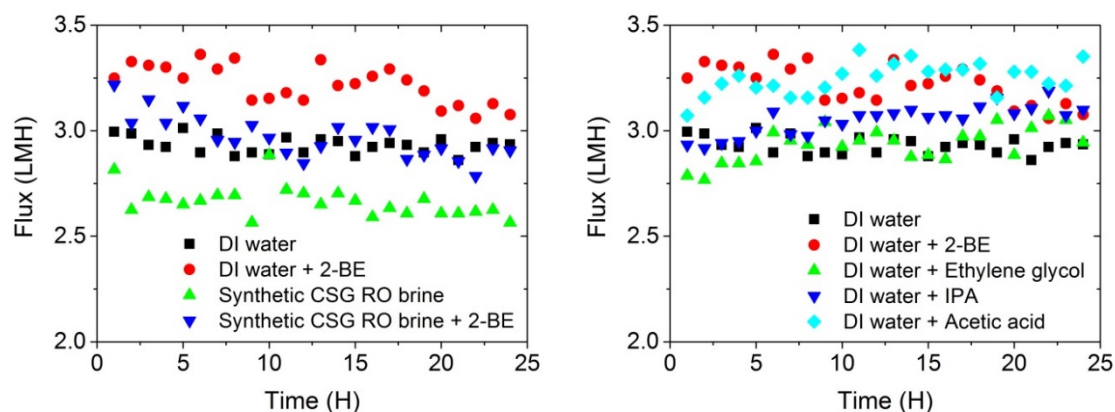 3.5
3.0
2.5
2.0
Flux (LMH)
0 5 10 15 20 25
Time (H)
DI water
DI water + 2-BE
Synthetic CSG RO brine
Synthetic CSG RO brine + 2-BE
3.5
3.0
2.5
2.0
Flux (LMH)
0 5 10 15 20 25
Time (H)
DI water
DI water + 2-BE
DI water + Ethylene glycol
DI water + IPA
DI water + Acetic acid